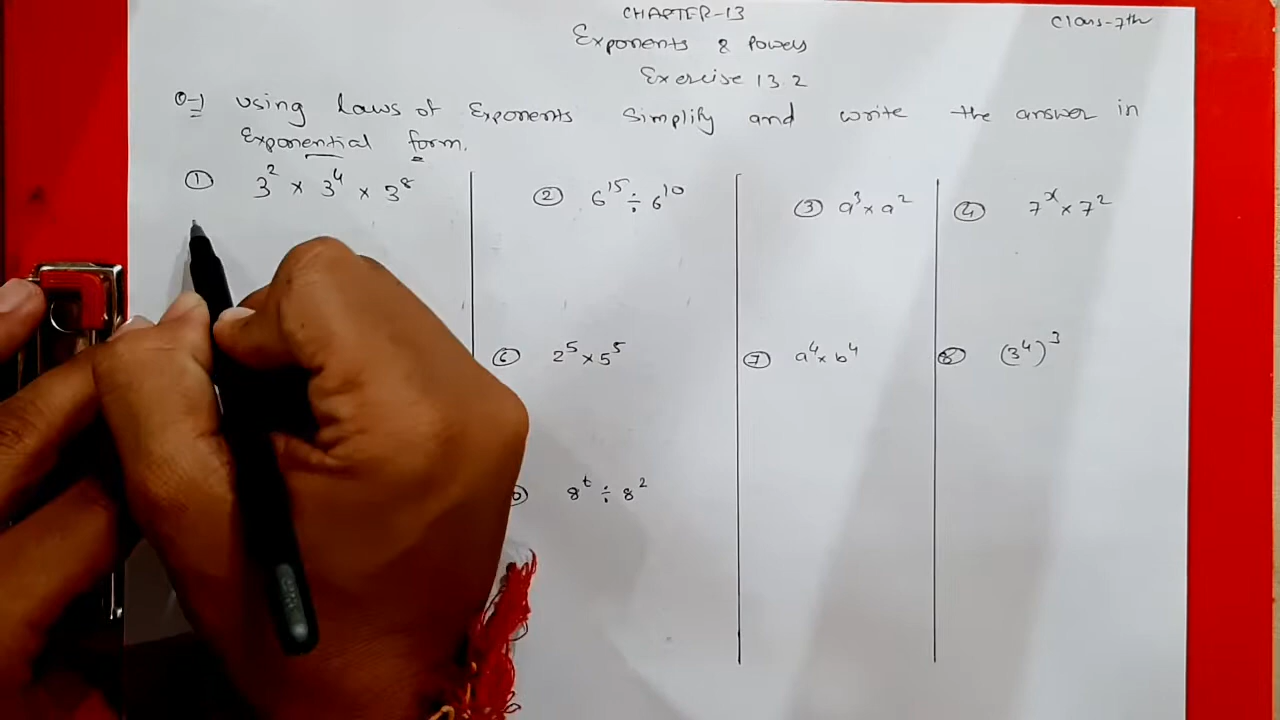 CHAPTER-13
Class-7th
Exponents & Powers
Exercise 13.2
Q-1 Using Laws of Exponents Simplify and write the answer in
Exponential form.
① 3² × 3⁴ × 3⁸
② 6¹⁵ ÷ 6¹⁰
③ a³ × a²
④ 7ˣ × 7²
⑥ 2⁵ × 5⁵
⑦ a⁴ × b⁴
⑧ (3⁴)³
8ᵗ ÷ 8²